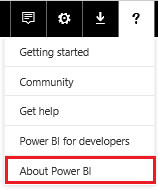 ?
Getting started
Community
Get help
Power BI for developers
About Power BI